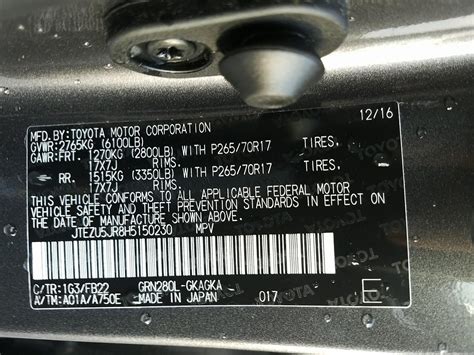 MFD. BY:TOYOTA MOTOR CORPORATION 12/16
GVWR: 2765KG (6100LB)
GAWR:FRT. 1270KG (2800LB) WITH P265/70R17 TIRES,
17X7J RIMS.
RR. 1515KG (3350LB) WITH P265/70R17 TIRES,
17X7J RIMS.
THIS VEHICLE CONFORMS TO ALL APPLICABLE FEDERAL MOTOR
VEHICLE SAFETY AND THEFT PREVENTION STANDARDS IN EFFECT ON
THE DATE OF MANUFACTURE SHOWN ABOVE.
JTEZU5JR8H5150230 MPV
C/TR:1G3/FB22 GRN280L-GKAGKA
A/TM:A01A/A750E MADE IN JAPAN 017